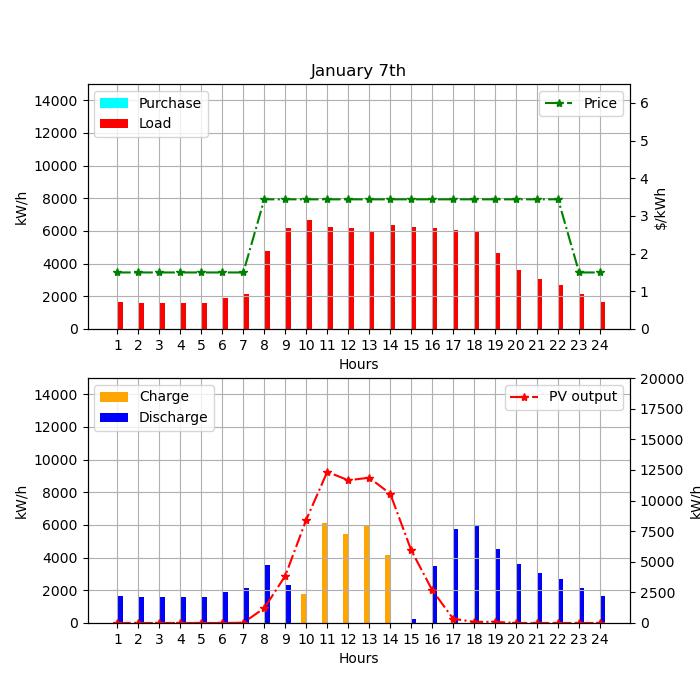 January 7th
Purchase
Load
Price
14000
12000
10000
8000
6000
4000
2000
0
kW/h
6
5
4
3
2
1
0
$/kWh
1 2 3 4 5 6 7 8 9 10 11 12 13 14 15 16 17 18 19 20 21 22 23 24
Hours
Charge
Discharge
PV output
14000
12000
10000
8000
6000
4000
2000
0
kW/h
20000
17500
15000
12500
10000
7500
5000
2500
0
kW/h
1 2 3 4 5 6 7 8 9 10 11 12 13 14 15 16 17 18 19 20 21 22 23 24
Hours